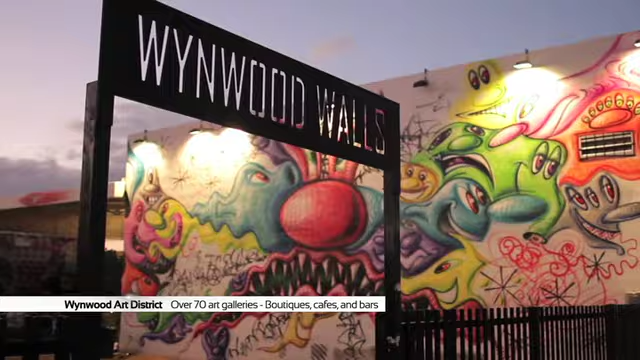 WYNWOOD WALLS
Wynwood Art District Over 70 art galleries - Boutiques, cafes, and bars